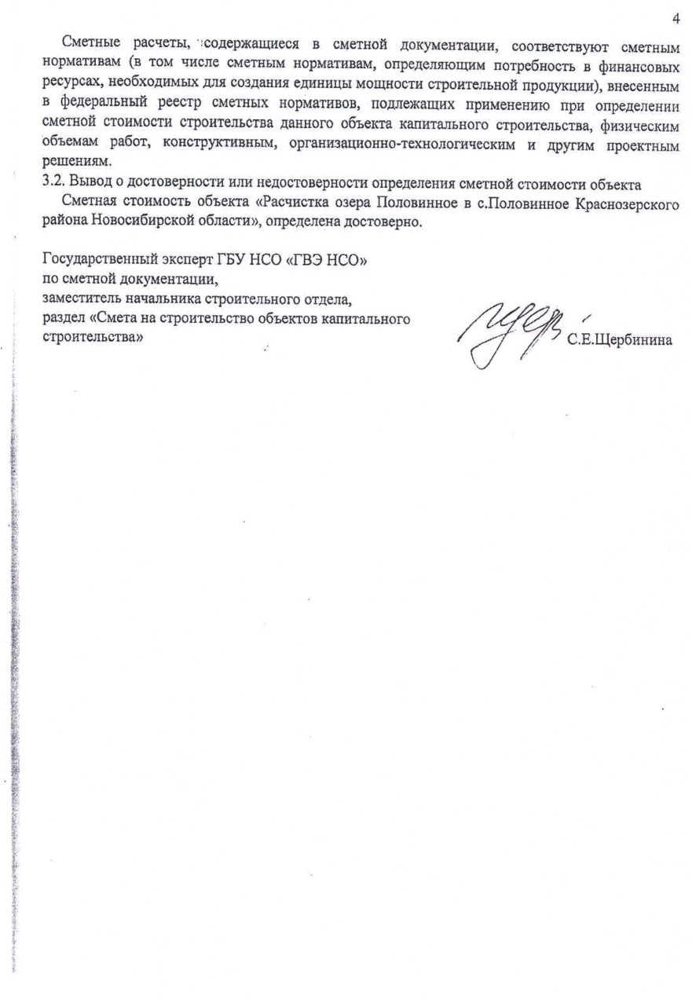 4
Сметные расчеты, содержащиеся в сметной документации, соответствуют сметным
нормативам (в том числе сметным нормативам, определяющим потребность в финансовых
ресурсах, необходимых для создания единицы мощности строительной продукции), внесенным
в федеральный реестр сметных нормативов, подлежащих применению при определении
сметной стоимости строительства данного объекта капитального строительства, физическим
объемам работ, конструктивным, организационно-технологическим и другим проектным
решениям.
3.2. Вывод о достоверности или недостоверности определения сметной стоимости объекта
Сметная стоимость объекта «Расчистка озера Половинное в с.Половинное Краснозерского
района Новосибирской области», определена достоверно.
Государственный эксперт ГБУ НСО «ГВЭ НСО»
по сметной документации,
заместитель начальника строительного отдела,
раздел «Смета на строительство объектов капитального
строительства»
С.Е.Щербинина